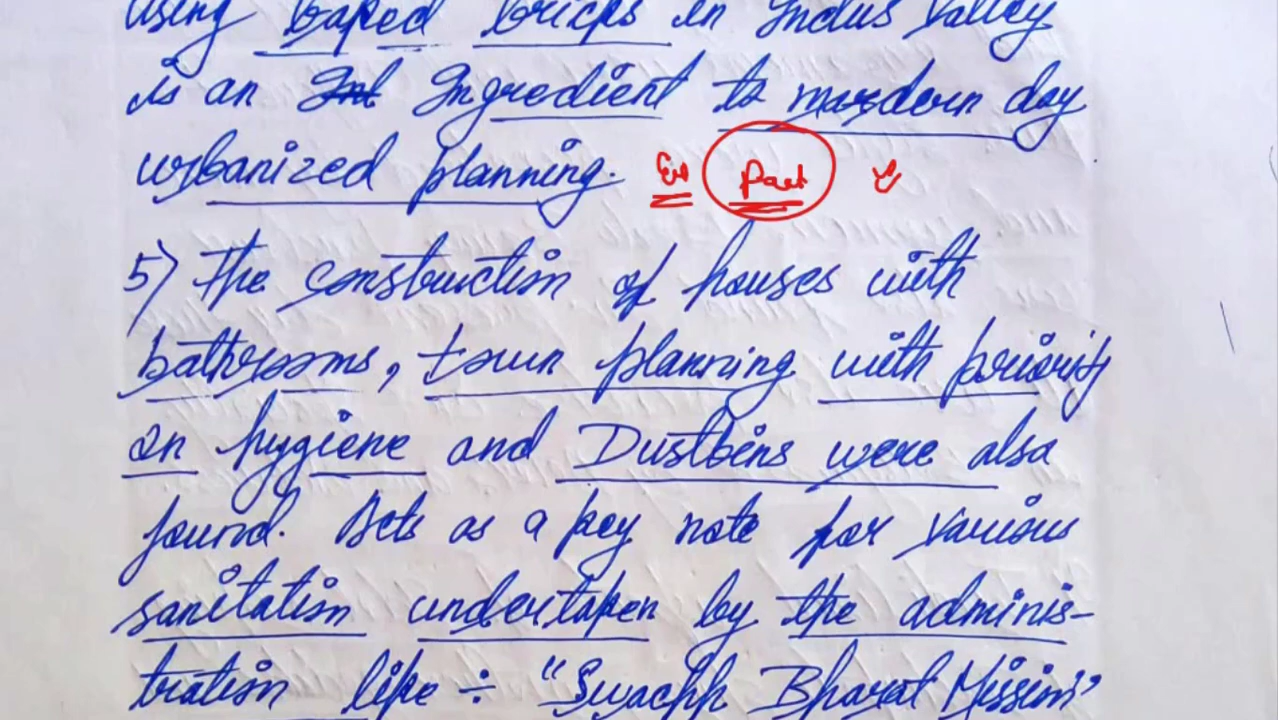 using baked bricks in Indus Valley
is an Ingredient to mordern day
urbanized planning. Past
5) The construction of houses with
bathrooms, town planning with priority
on hygiene and Dustbins were also
found. Acts as a key note for various
sanitation undertaken by the adminis-
tration like ÷ "Swachh Bharat Mission"